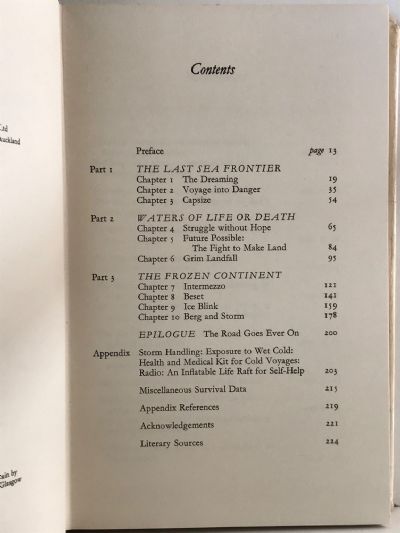 Ltd
Auckland
Contents
Preface page 13
Part 1 THE LAST SEA FRONTIER
Chapter 1 The Dreaming 19
Chapter 2 Voyage into Danger 35
Chapter 3 Capsize 54
Part 2 WATERS OF LIFE OR DEATH
Chapter 4 Struggle without Hope 65
Chapter 5 Future Possible:
The Fight to Make Land 84
Chapter 6 Grim Landfall 95
Part 3 THE FROZEN CONTINENT
Chapter 7 Intermezzo 121
Chapter 8 Beset 141
Chapter 9 Ice Blink 159
Chapter 10 Berg and Storm 178
EPILOGUE The Road Goes Ever On 200
Appendix Storm Handling: Exposure to Wet Cold:
Health and Medical Kit for Cold Voyages:
Radio: An Inflatable Life Raft for Self-Help 203
Miscellaneous Survival Data 215
Appendix References 219
Acknowledgements 221
Literary Sources 224
by
Glasgow